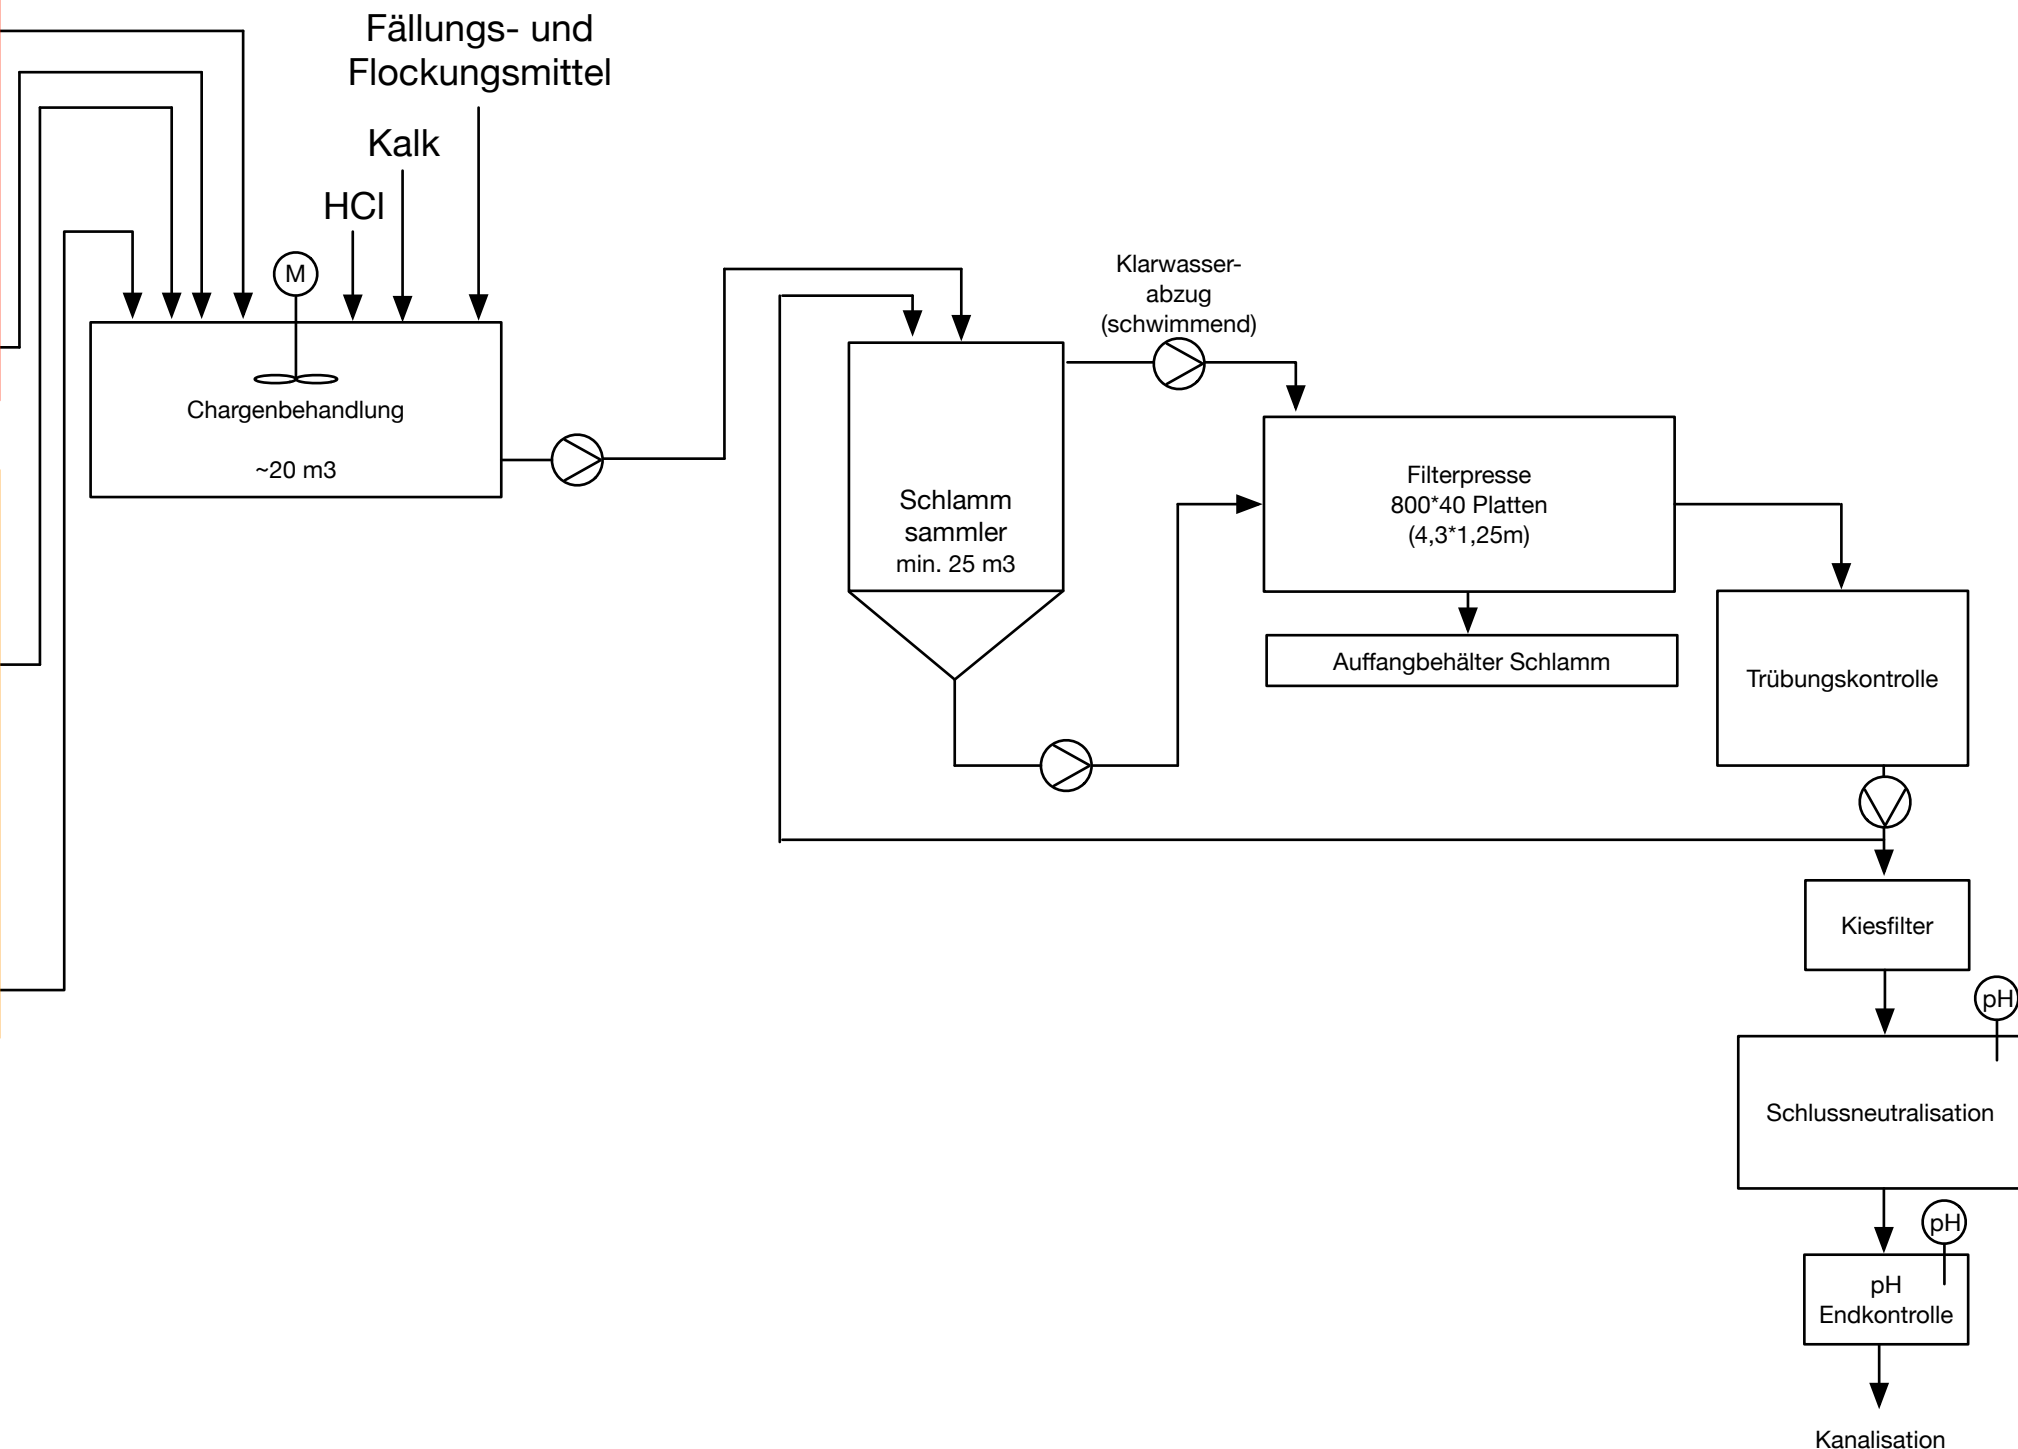 Fällungs- und
Flockungsmittel
Kalk
HCl
M
Chargenbehandlung
~20 m3
Klarwasser-
abzug
(schwimmend)
Schlamm
sammler
min. 25 m3
Filterpresse
800*40 Platten
(4,3*1,25m)
Auffangbehälter Schlamm
Trübungskontrolle
Kiesfilter
pH
Schlussneutralisation
pH
pH
Endkontrolle
Kanalisation